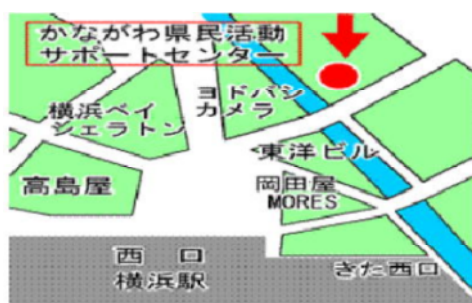 かながわ県民活動
サポートセンター
ヨドバシ
カメラ
横浜ベイ
シェラトン
東洋ビル
高島屋
岡田屋
MORES
西 口
横浜駅
きた西口